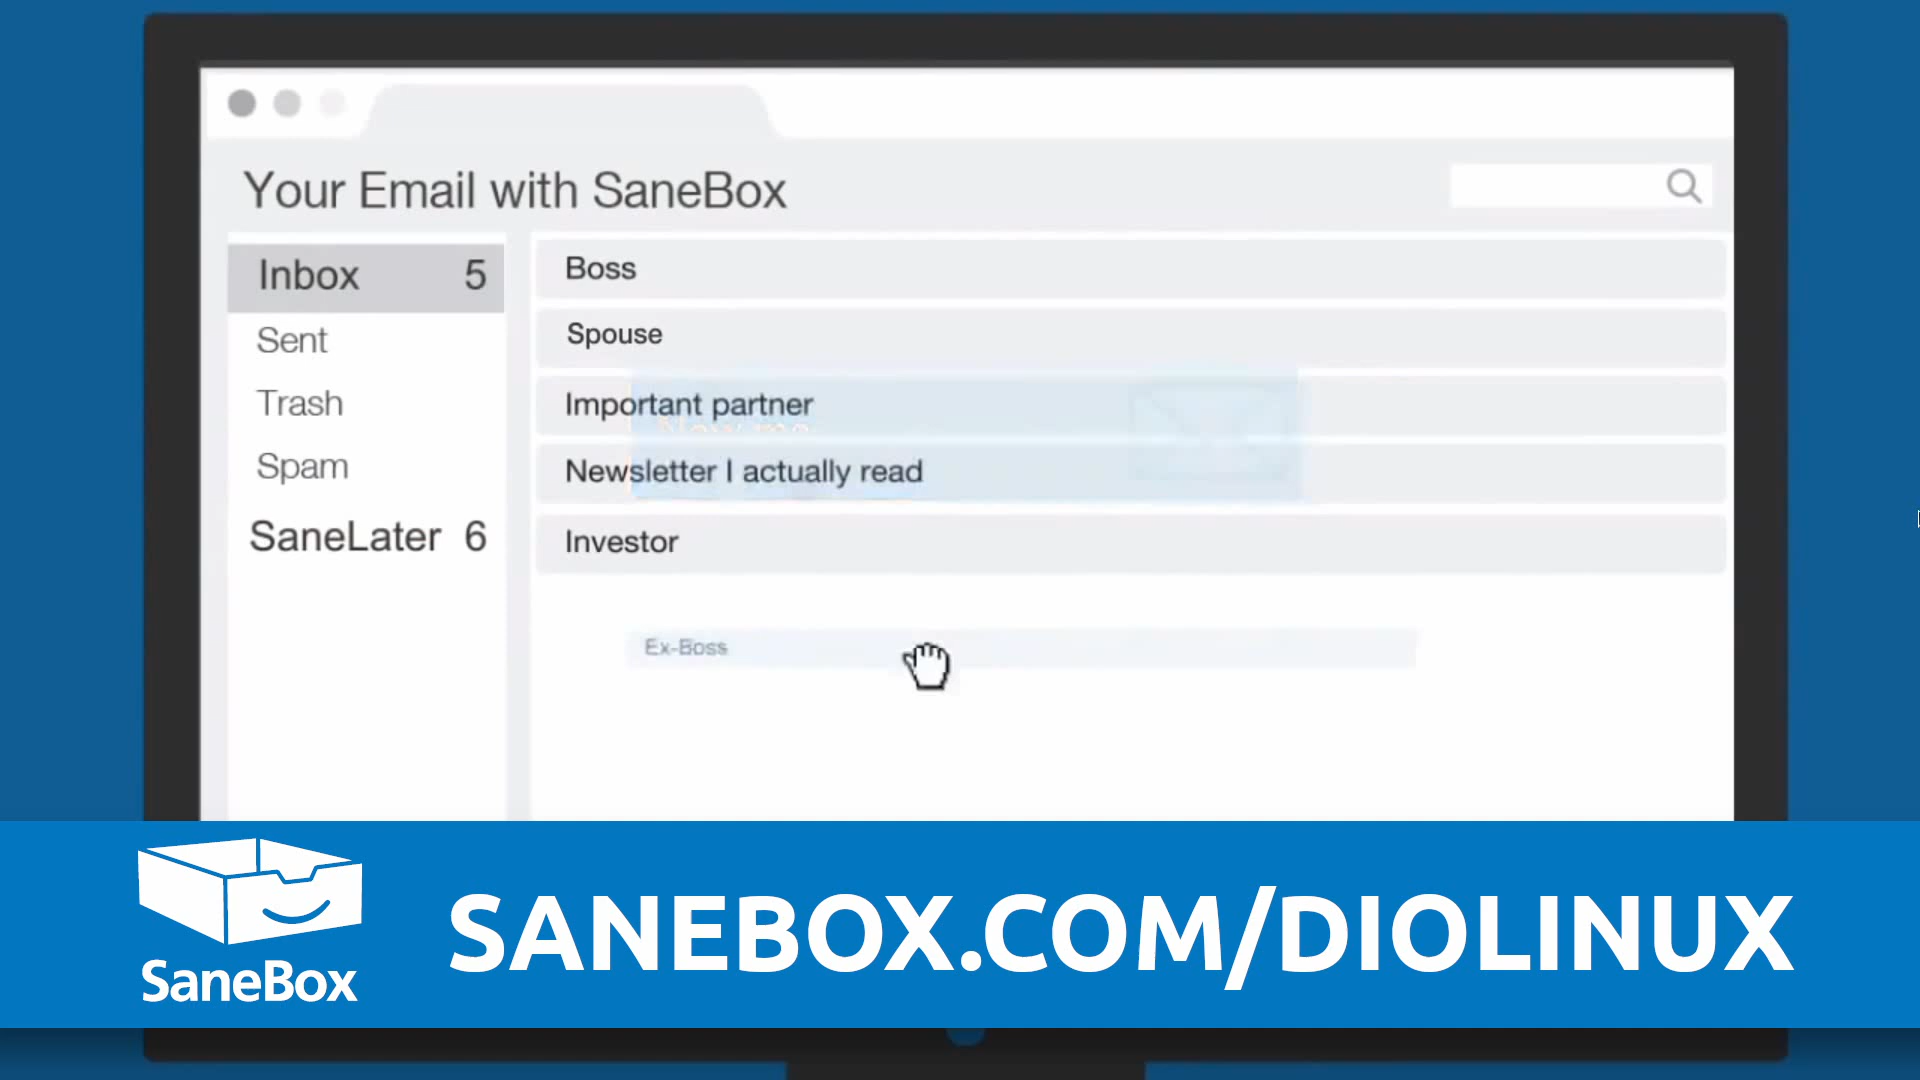 Your Email with SaneBox
Inbox 5
Sent
Trash
Spam
SaneLater 6
Boss
Spouse
Important partner
Newsletter I actually read
Investor
Ex-Boss
SaneBox
SANEBOX.COM/DIOLINUX